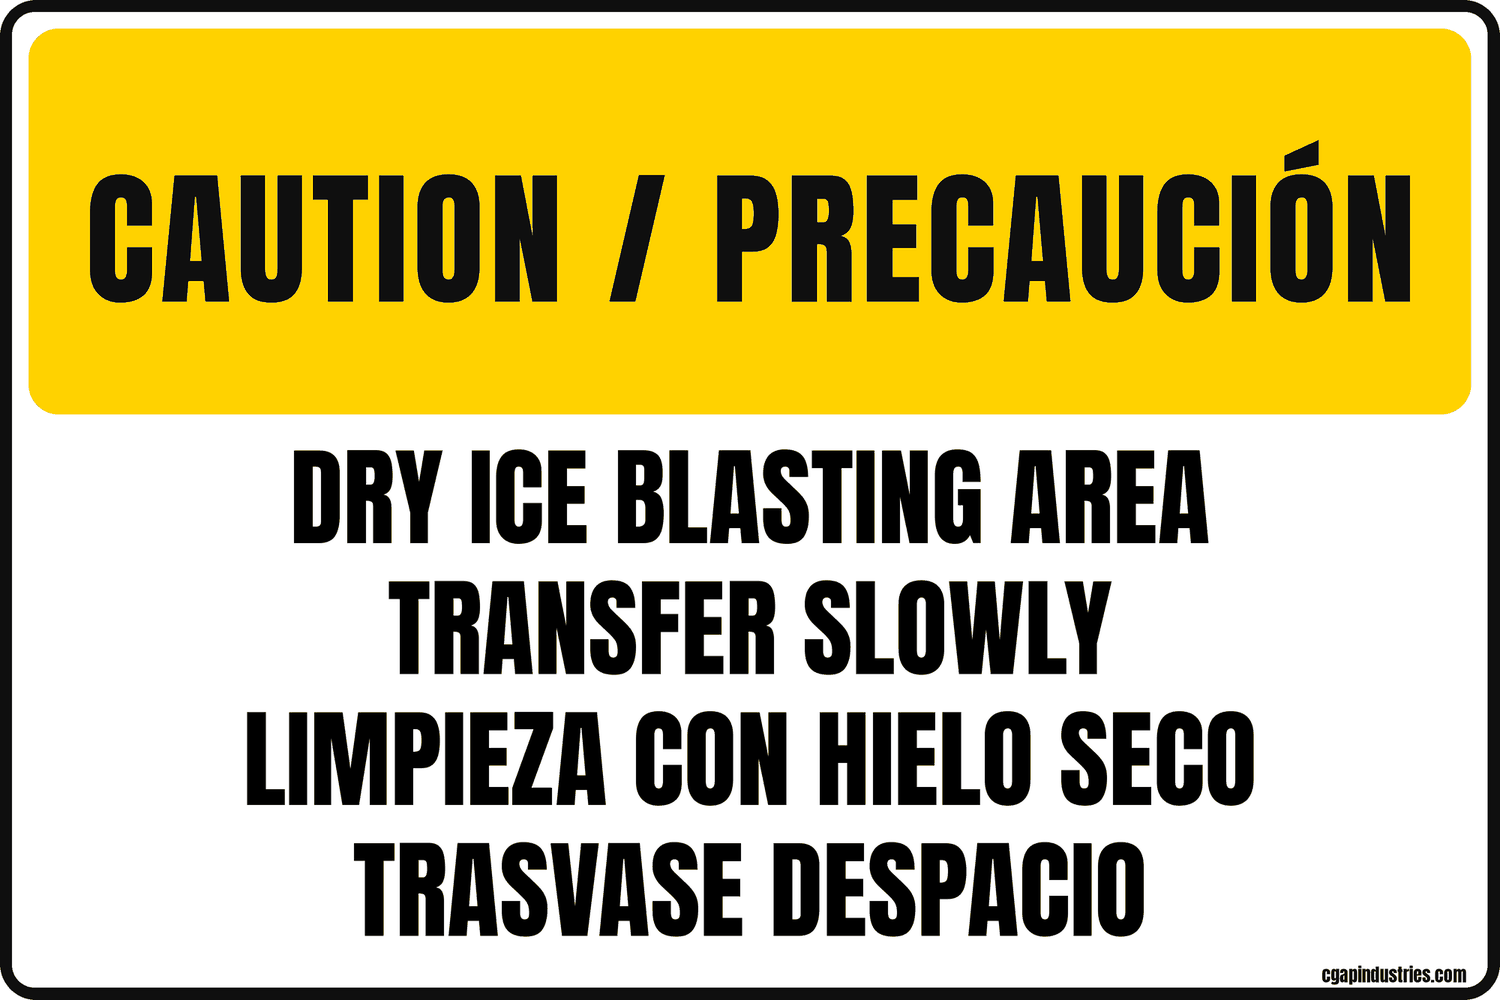 CAUTION / PRECAUCIÓN
DRY ICE BLASTING AREA
TRANSFER SLOWLY
LIMPIEZA CON HIELO SECO
TRASVASE DESPACIO
cgapindustries.com